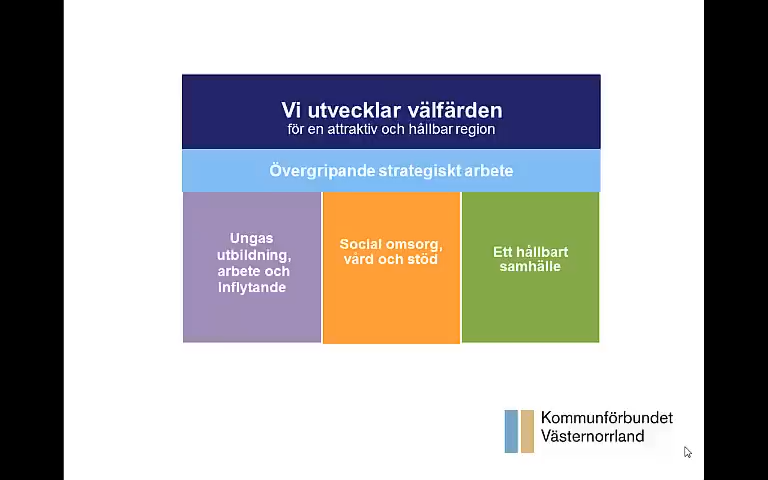 Vi utvecklar välfärden
för en attraktiv och hållbar region
Övergripande strategiskt arbete
Ungas
utbildning,
arbete och
Inflytande
Social omsorg,
vård och stöd
Ett hållbart
samhälle
Kommunförbundet
Västernorrland